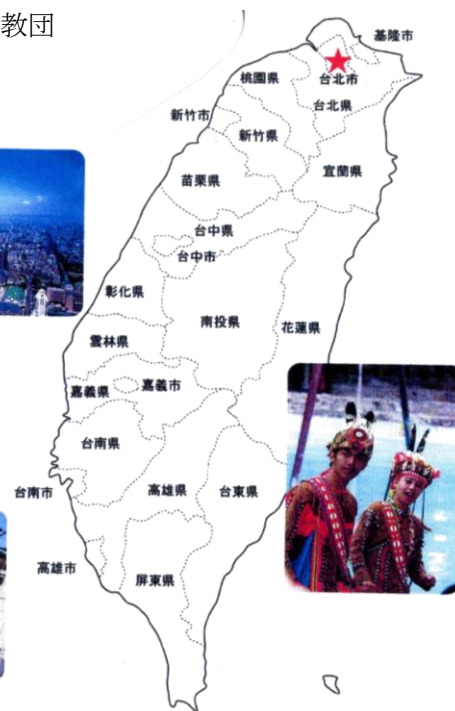 教団
基隆市
桃園県
台北市
台北県
新竹市
新竹県
宜蘭県
苗栗県
台中県
台中市
彰化県
南投県
花蓮県
雲林県
嘉義県
嘉義市
台南県
台南市
高雄県
台東県
高雄市
屏東県